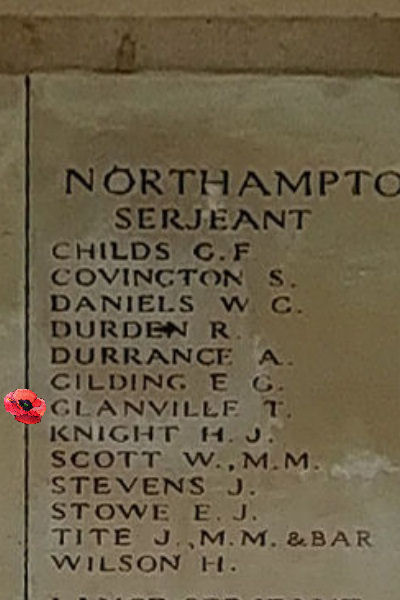 NORTHAMPTO
SERJEANT
CHILDS G.F
COVINGTON S.
DANIELS W C.
DURDEN R.
DURRANCE A.
GILDING E G.
GLANVILLE T.
KNIGHT H. J.
SCOTT W., M.M.
STEVENS J.
STOWE E. J.
TITE J., M.M. & BAR
WILSON H.